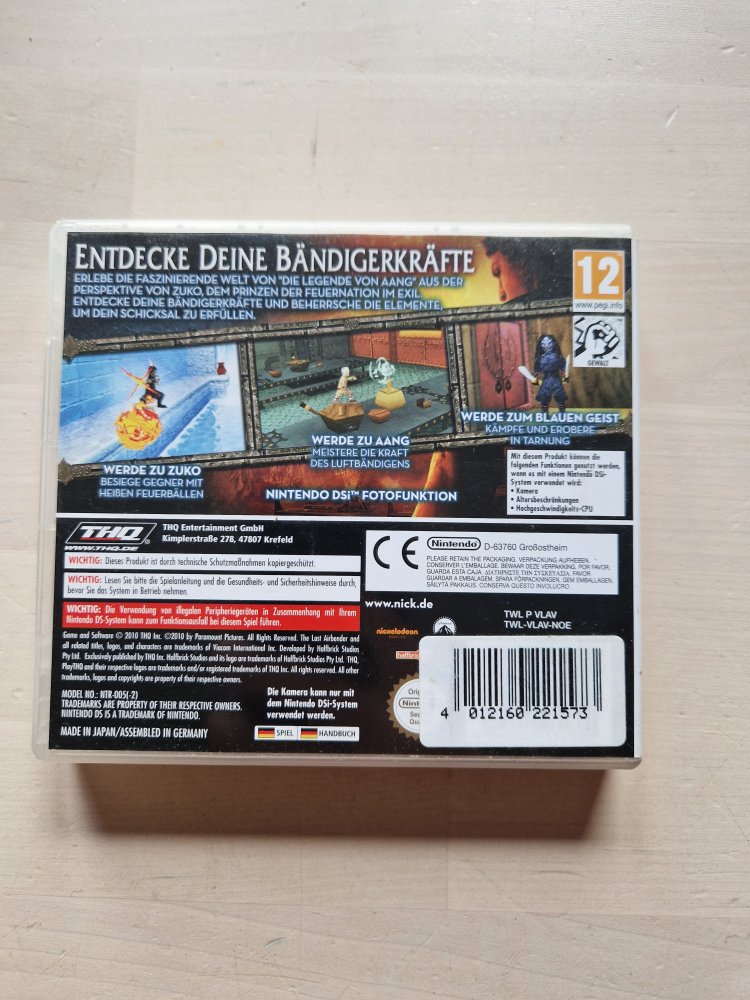 ENTDECKE DEINE BÄNDIGERKRÄFTE
ERLEBE DIE FASZINIERENDE WELT VON "DIE LEGENDE VON AANG" AUS DER
PERSPEKTIVE VON ZUKO, DEM PRINZEN DER FEUERNATION IM EXIL.
ENTDECKE DEINE BÄNDIGERKRÄFTE UND BEHERRSCHE DIE ELEMENTE,
UM DEIN SCHICKSAL ZU ERFÜLLEN.
12
www.pegi.info
TM
GEWALT
WERDE ZU ZUKO
BESIEGE GEGNER MIT
HEIßEN FEUERBÄLLEN
WERDE ZU AANG
MEISTERE DIE KRAFT
DES LUFTBÄNDIGENS
WERDE ZUM BLAUEN GEIST
KÄMPFE UND EROBERE
IN TARNUNG
NINTENDO DSi™ FOTOFUNKTION
Mit diesem Produkt können die
folgenden Funktionen genutzt werden,
wenn es mit einem Nintendo DSi-
System verwendet wird:
• Kamera
• Altersbeschränkungen
• Hochgeschwindigkeits-CPU
THQ
WWW.THQ.DE
THQ Entertainment GmbH
Kimplerstraße 278, 47807 Krefeld
WICHTIG: Dieses Produkt ist durch technische Schutzmaßnahmen kopiergeschützt.
WICHTIG: Lesen Sie bitte die Spielanleitung und die Gesundheits- und Sicherheitshinweise durch,
bevor Sie das System in Betrieb nehmen.
WICHTIG: Die Verwendung von illegalen Peripheriegeräten in Zusammenhang mit Ihrem
Nintendo DS-System kann zum Funktionsausfall bei diesem Spiel führen.
CE
Nintendo D-63760 Großostheim
PLEASE RETAIN THE PACKAGING. VERPACKUNG AUFHEBEN.
CONSERVER L'EMBALLAGE. BEWAAR DEZE VERPAKKING. POR FAVOR,
GUARDA ESTA CAJA. ΔΙΑΤΗΡΗΣΤΕ ΤΗ ΣΥΣΚΕΥΑΣΙΑ. FAVOR
GUARDAR A EMBALAGEM. SPARA FÖRPACKNINGEN. GEM EMBALLAGEN.
SÄILYTÄ PAKKAUS. CONSERVA QUESTO INVOLUCRO.
www.nick.de
TWL P VLAV
TWL-VLAV-NOE
nickelodeon
halfbrick
Game and Software © 2010 THQ Inc. ©2010 by Paramount Pictures. All Rights Reserved. The Last Airbender and
all related titles, logos, and characters are trademarks of Viacom International Inc. Developed by Halfbrick Studios
Pty Ltd. Exclusively published by THQ Inc. Halfbrick Studios and its logo are trademarks of Halfbrick Studios Pty Ltd. THQ,
PlayTHQ and their respective logos are trademarks and/or registered trademarks of THQ Inc. All Rights Reserved. All other
trademarks, logos and copyrights are property of their respective owners.
MODEL NO.: NTR-005(-2)
TRADEMARKS ARE PROPERTY OF THEIR RESPECTIVE OWNERS.
NINTENDO DS IS A TRADEMARK OF NINTENDO.
Die Kamera kann nur mit
dem Nintendo DSi-System
verwendet werden.
MADE IN JAPAN/ASSEMBLED IN GERMANY
SPIEL
HANDBUCH
4 012160 221573